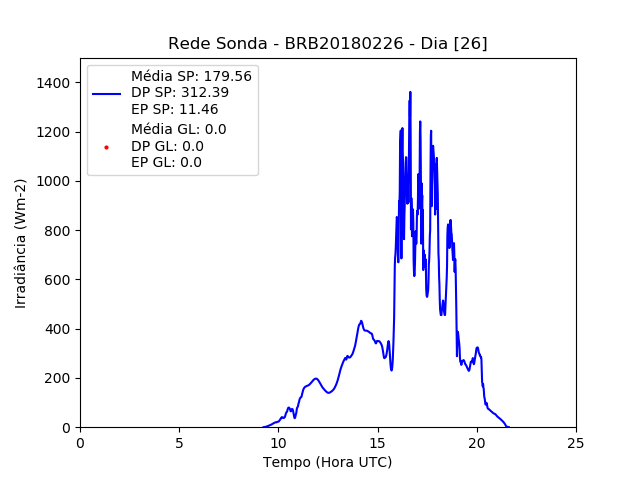 Rede Sonda - BRB20180226 - Dia [26]
Média SP: 179.56
DP SP: 312.39
EP SP: 11.46
Média GL: 0.0
DP GL: 0.0
EP GL: 0.0
Irradiância (Wm-2)
1400
1200
1000
800
600
400
200
0
0 5 10 15 20 25
Tempo (Hora UTC)